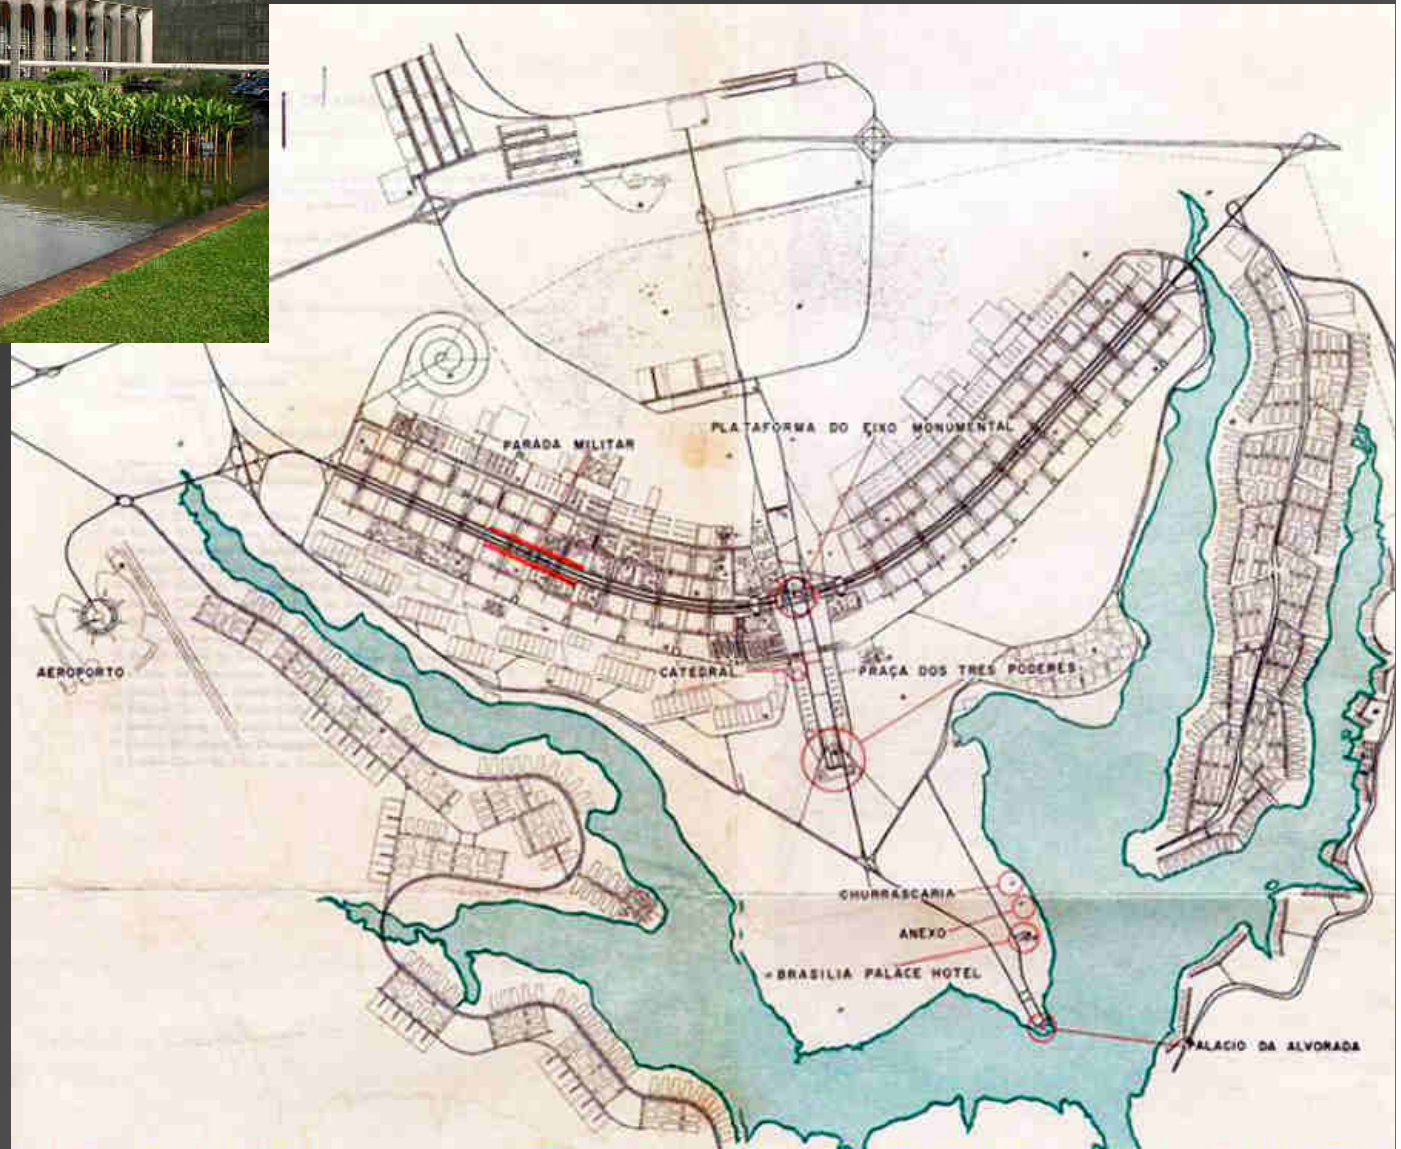 PARADA MILITAR
PLATAFORMA DO EIXO MONUMENTAL
AEROPORTO
CATEDRAL
PRAÇA DOS TRES PODERES
CHURRASCARIA
ANEXO
BRASILIA PALACE HOTEL
PALACIO DA ALVORADA